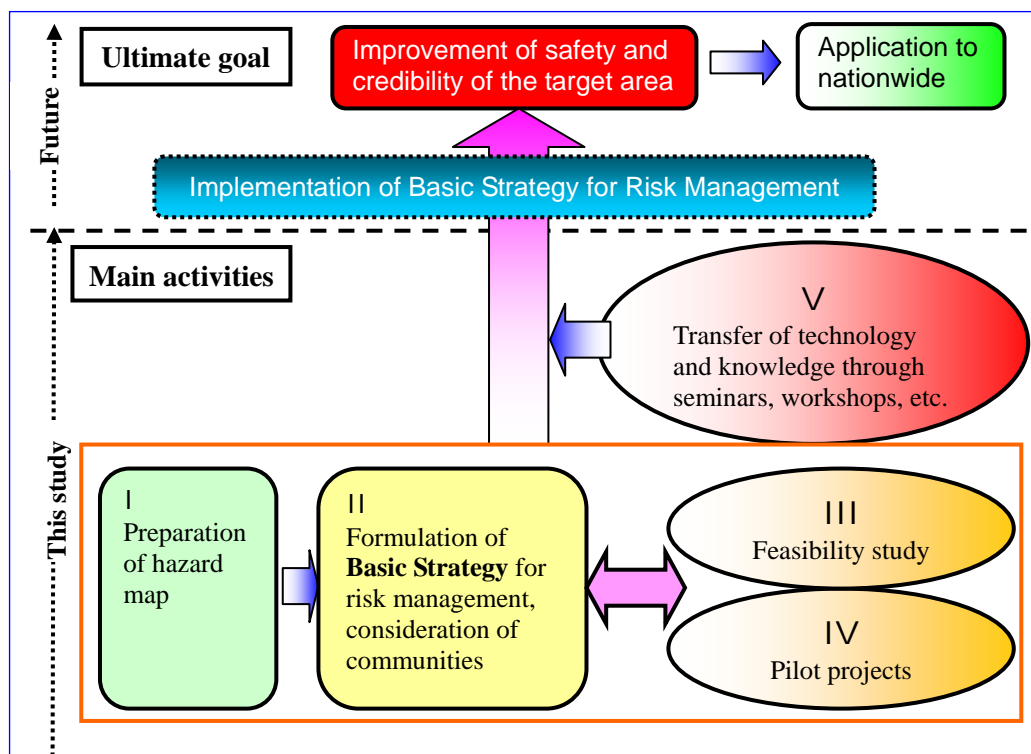 Ultimate goal
Improvement of safety and
credibility of the target area
Application to
nationwide
Future
Implementation of Basic Strategy for Risk Management
Main activities
V
Transfer of technology
and knowledge through
seminars, workshops, etc.
This study
I
Preparation
of hazard
map
II
Formulation of
Basic Strategy for
risk management,
consideration of
communities
III
Feasibility study
IV
Pilot projects